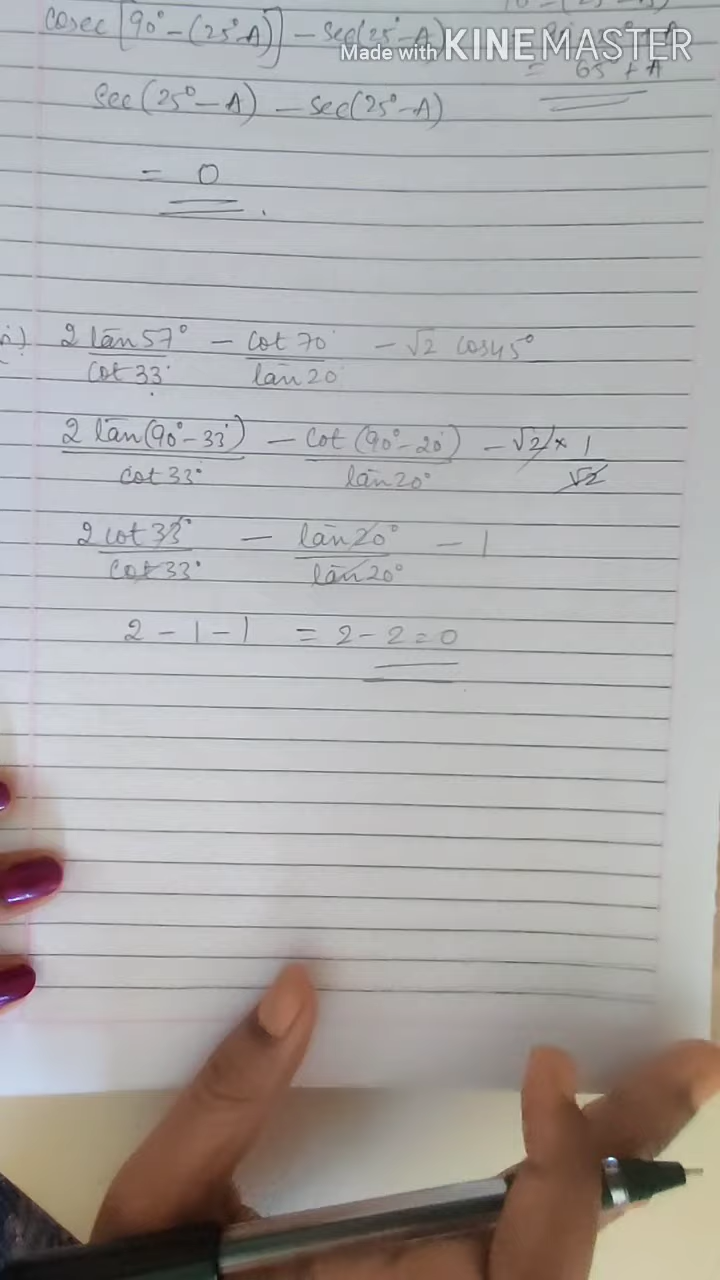 cosec [90° - (25° - A)] - sec(25° - A)
Made with KINEMASTER
= 65° + A
sec(25° - A) - sec(25° - A)
= 0
2 tan 57° / cot 33° - cot 70° / tan 20 - √2 cos 45°
2 tan(90° - 33°) / cot 33° - cot (90° - 20°) / tan 20° - √2 × 1 / √2
2 cot 33° / cot 33° - tan 20° / tan 20° - 1
2 - 1 - 1 = 2 - 2 = 0